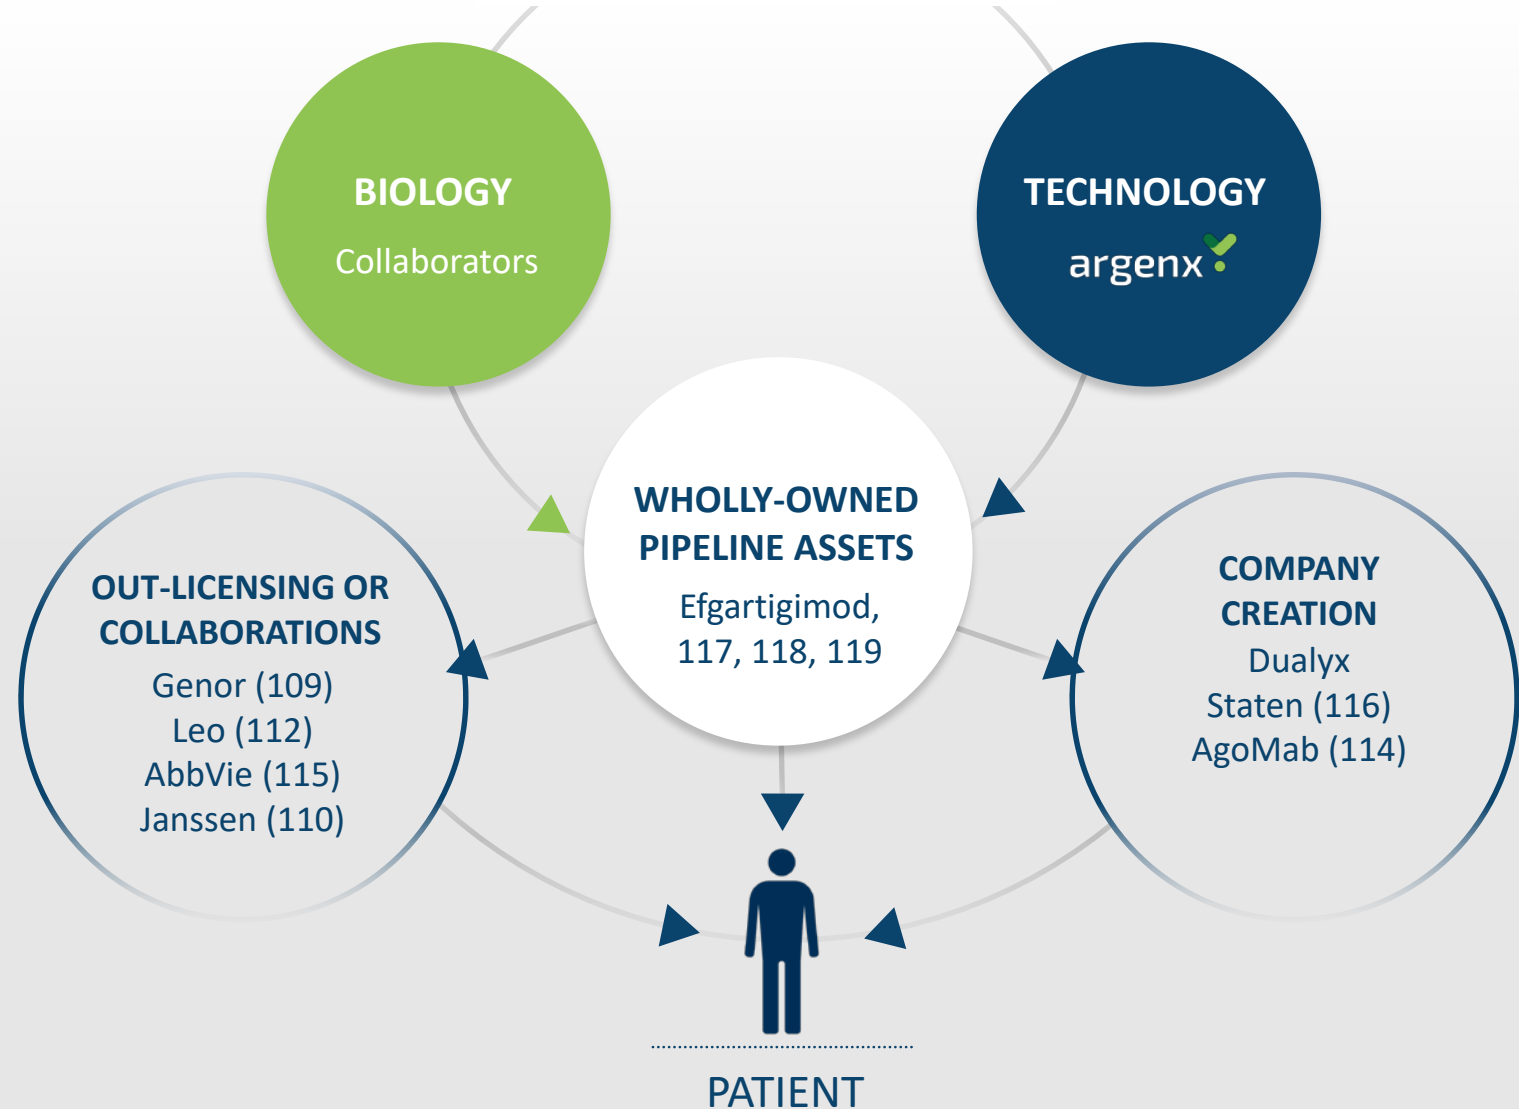 BIOLOGY
Collaborators
TECHNOLOGY
argenx
WHOLLY-OWNED
PIPELINE ASSETS
Efgartigimod,
117, 118, 119
OUT-LICENSING OR
COLLABORATIONS
Genor (109)
Leo (112)
AbbVie (115)
Janssen (110)
COMPANY
CREATION
Dualyx
Staten (116)
AgoMab (114)
PATIENT